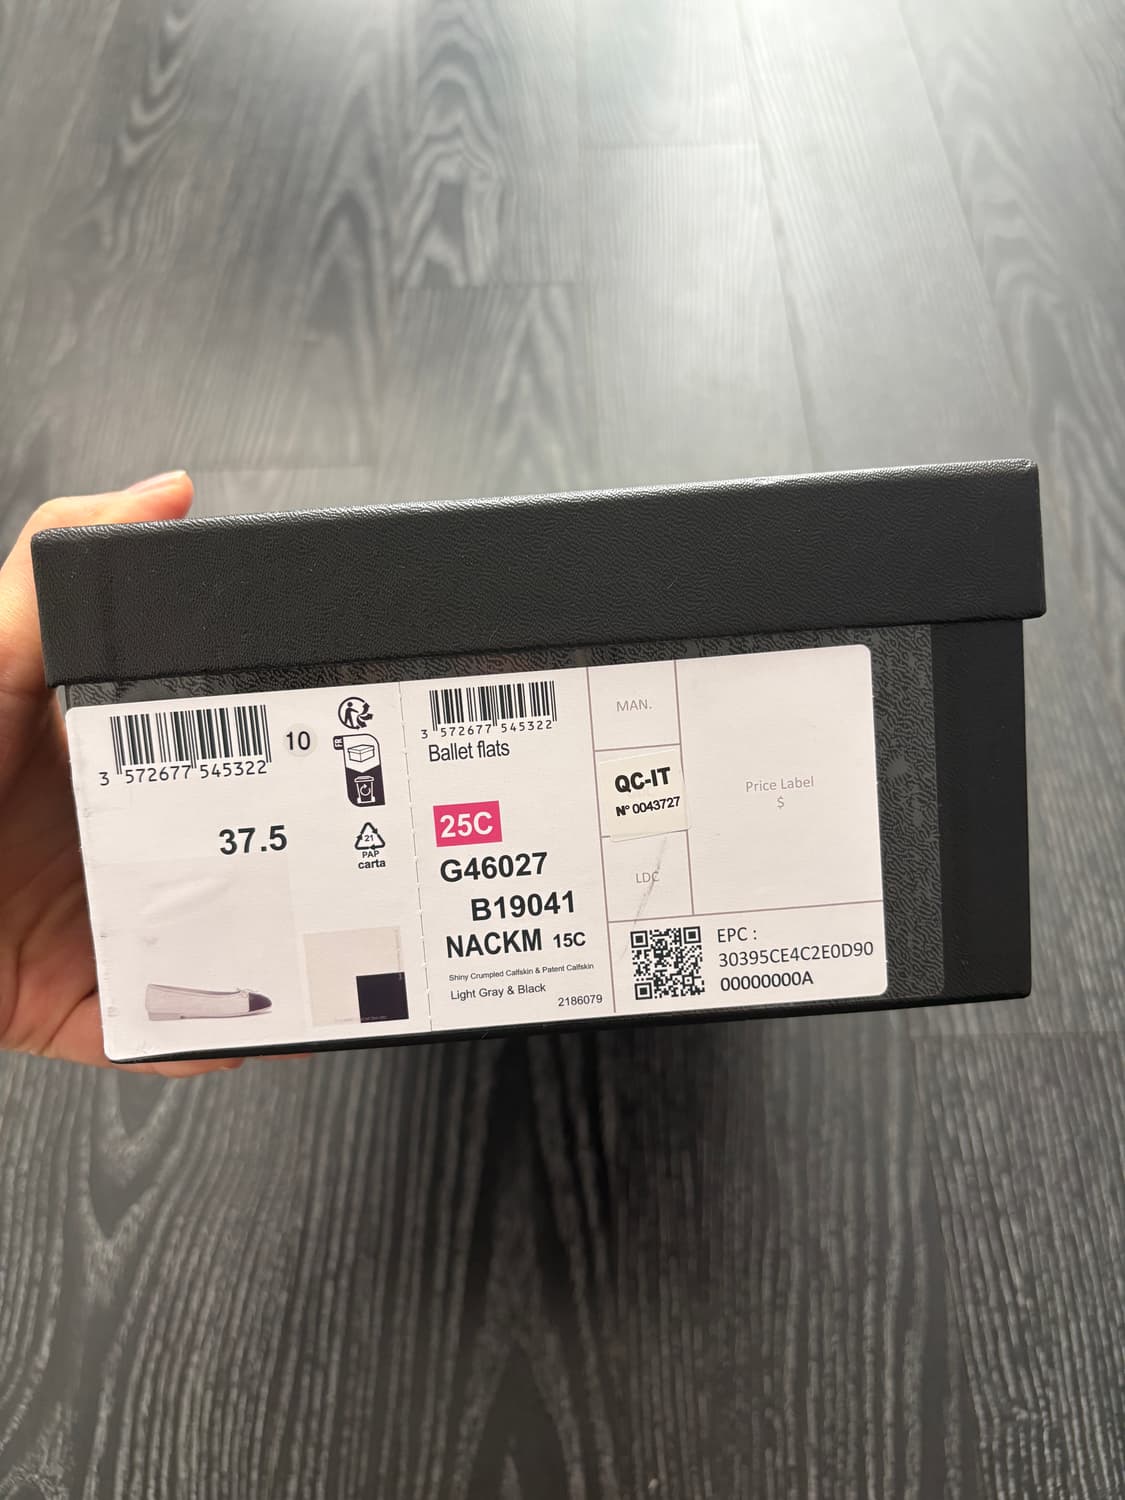 3 572677 545322
10
FR
37.5
21
PAP
carta
3 572677 545322
Ballet flats
25C
G46027
B19041
NACKM 15C
Shiny Crumpled Calfskin & Patent Calfskin
Light Gray & Black
2186079
MAN.
QC-IT
N° 0043727
LDC
Price Label
$
EPC :
30395CE4C2E0D90
00000000A